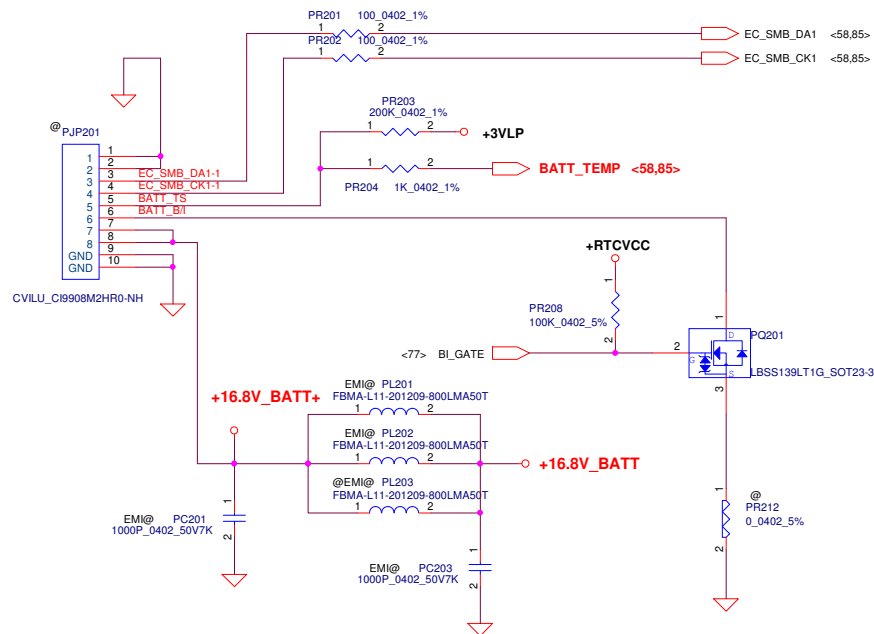 PR201 100_0402_1%
1 2
EC_SMB_DA1 <58,85>
PR202 100_0402_1%
1 2
EC_SMB_CK1 <58,85>
PR203
200K_0402_1%
1 2
+3VLP
1 2
BATT_TEMP <58,85>
PR204 1K_0402_1%
@
PJP201
1 1
2 2
3 3 EC_SMB_DA1-1
4 4 EC_SMB_CK1-1
5 5 BATT_TS
6 6 BATT_B/I
7 7
8 8
GND 9
GND 10
CVILU_CI9908M2HR0-NH
+RTCVCC
1
PR208
100K_0402_5%
2
<77> BI_GATE
2
1
D
G
S
3
PQ201
LBSS139LT1G_SOT23-3
+16.8V_BATT+
EMI@ PL201
FBMA-L11-201209-800LMA50T
1 2
EMI@ PL202
FBMA-L11-201209-800LMA50T
1 2
+16.8V_BATT
@EMI@ PL203
FBMA-L11-201209-800LMA50T
1 2
1
EMI@ PC201
1000P_0402_50V7K
2
1
EMI@ PC203
1000P_0402_50V7K
2
1
@
PR212
0_0402_5%
2